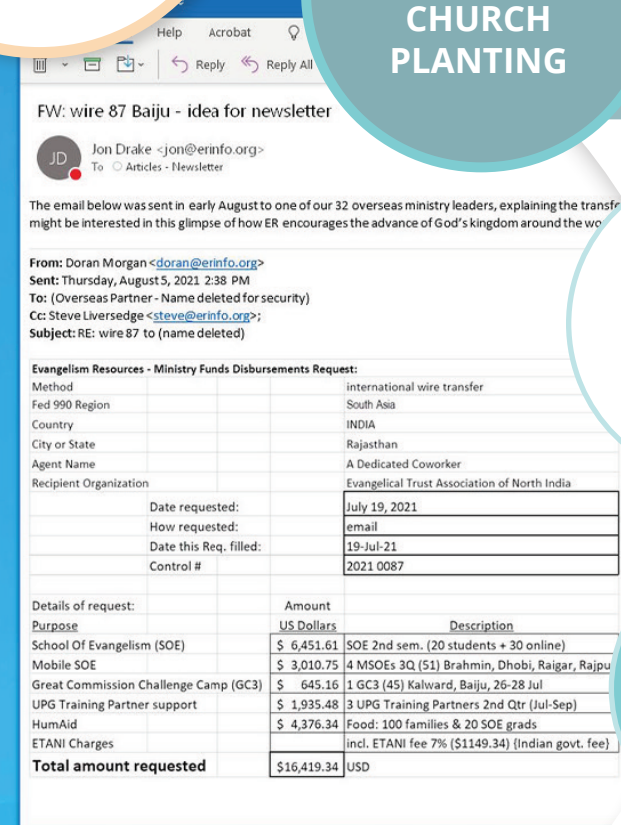 CHURCH
PLANTING
Help Acrobat
Reply Reply All
FW: wire 87 Baiju - idea for newsletter
JD
Jon Drake <jon@erinfo.org>
To Articles - Newsletter
The email below was sent in early August to one of our 32 overseas ministry leaders, explaining the transfe
might be interested in this glimpse of how ER encourages the advance of God's kingdom around the wo
From: Doran Morgan <doran@erinfo.org>
Sent: Thursday, August 5, 2021 2:38 PM
To: (Overseas Partner - Name deleted for security)
Cc: Steve Liversedge <steve@erinfo.org>;
Subject: RE: wire 87 to (name deleted)
Evangelism Resources - Ministry Funds Disbursements Request:
Method international wire transfer
Fed 990 Region South Asia
Country INDIA
City or State Rajasthan
Agent Name A Dedicated Coworker
Recipient Organization Evangelical Trust Association of North India
Date requested: July 19, 2021
How requested: email
Date this Req. filled: 19-Jul-21
Control # 2021 0087
Details of request: Amount
Purpose US Dollars Description
School Of Evangelism (SOE) $ 6,451.61 SOE 2nd sem. (20 students + 30 online)
Mobile SOE $ 3,010.75 4 MSOEs 3Q (51) Brahmin, Dhobi, Raigar, Rajpu
Great Commission Challenge Camp (GC3) $ 645.16 1 GC3 (45) Kalward, Baiju, 26-28 Jul
UPG Training Partner support $ 1,935.48 3 UPG Training Partners 2nd Qtr (Jul-Sep)
HumAid $ 4,376.34 Food: 100 families & 20 SOE grads
ETANI Charges incl. ETANI fee 7% ($1149.34) {Indian govt. fee}
Total amount requested $16,419.34 USD